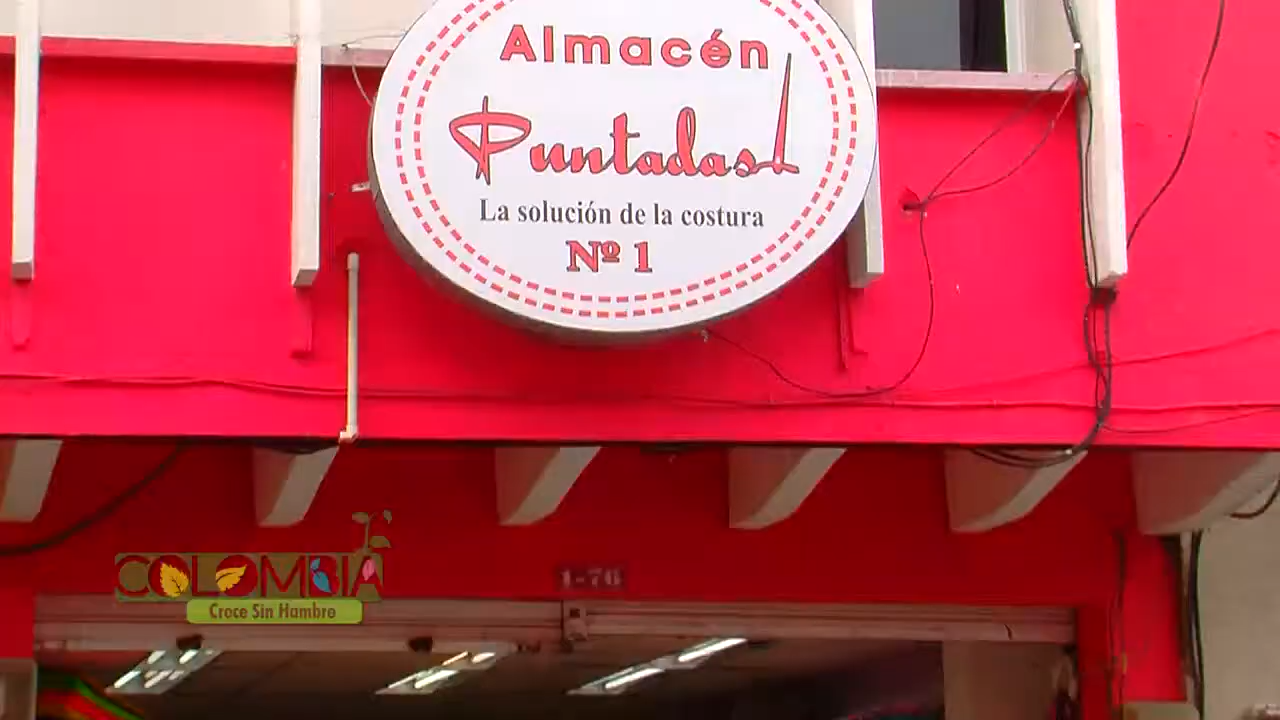 Almacén
Puntadas
La solución de la costura
Nº 1
1-76
COLOMBIA
Croce Sin Hambre